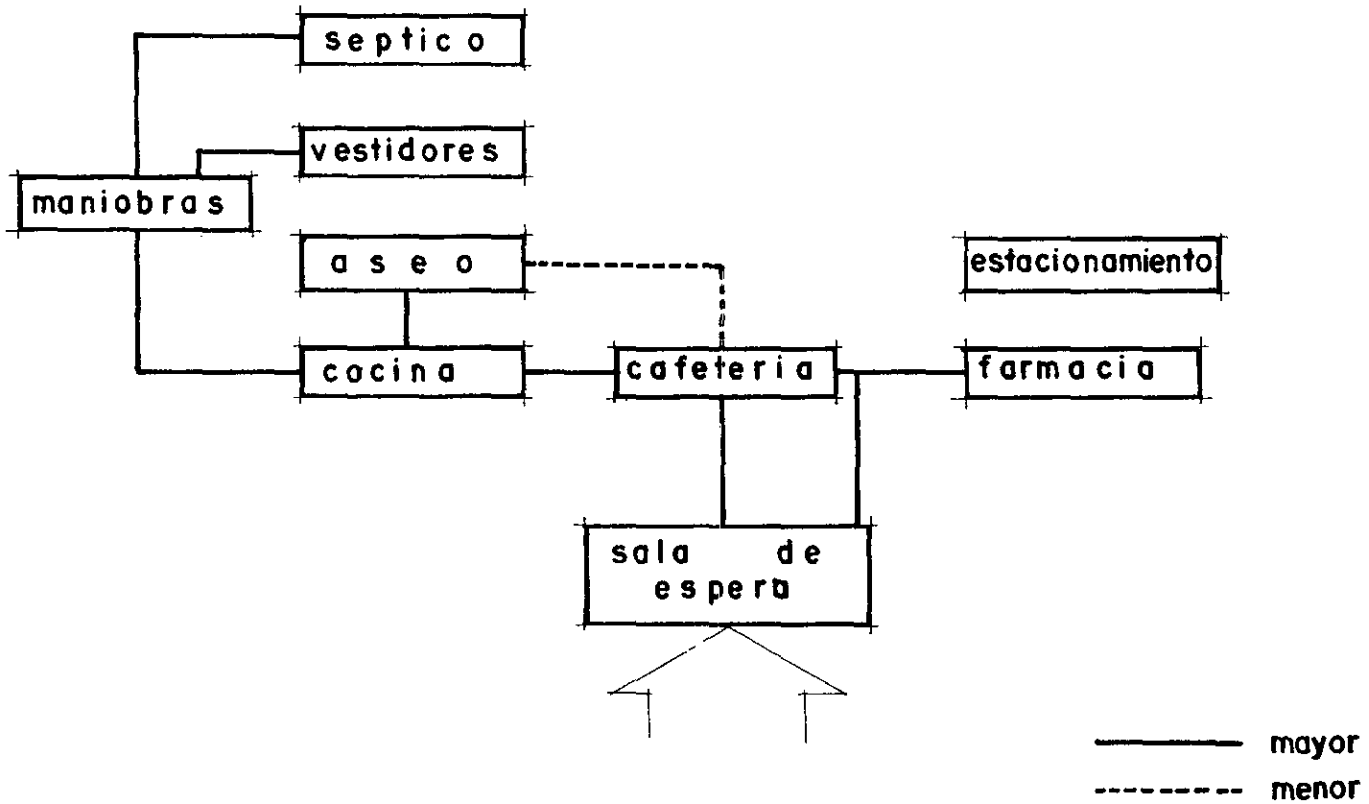 septico
vestidores
maniobras
aseo
estacionamiento
cocina
cafeteria
farmacia
sala de
espera
mayor
menor